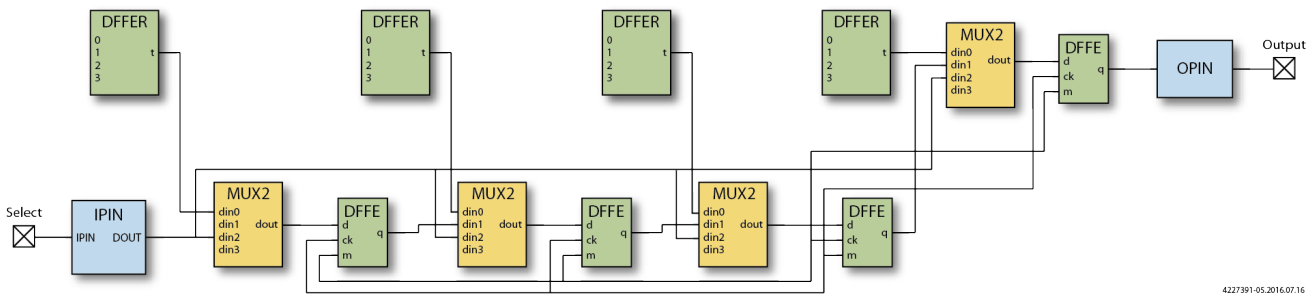 DFFER
0
1
2
3
t
DFFER
0
1
2
3
t
DFFER
0
1
2
3
t
DFFER
0
1
2
3
t
MUX2
din0
din1
din2
din3
dout
DFFE
d
ck
m
q
OPIN
Output
Select
IPIN
IPIN DOUT
MUX2
din0
din1
din2
din3
dout
DFFE
d
ck
m
q
MUX2
din0
din1
din2
din3
dout
DFFE
d
ck
m
q
MUX2
din0
din1
din2
din3
dout
DFFE
d
ck
m
q
4227391-05.2016.07.16